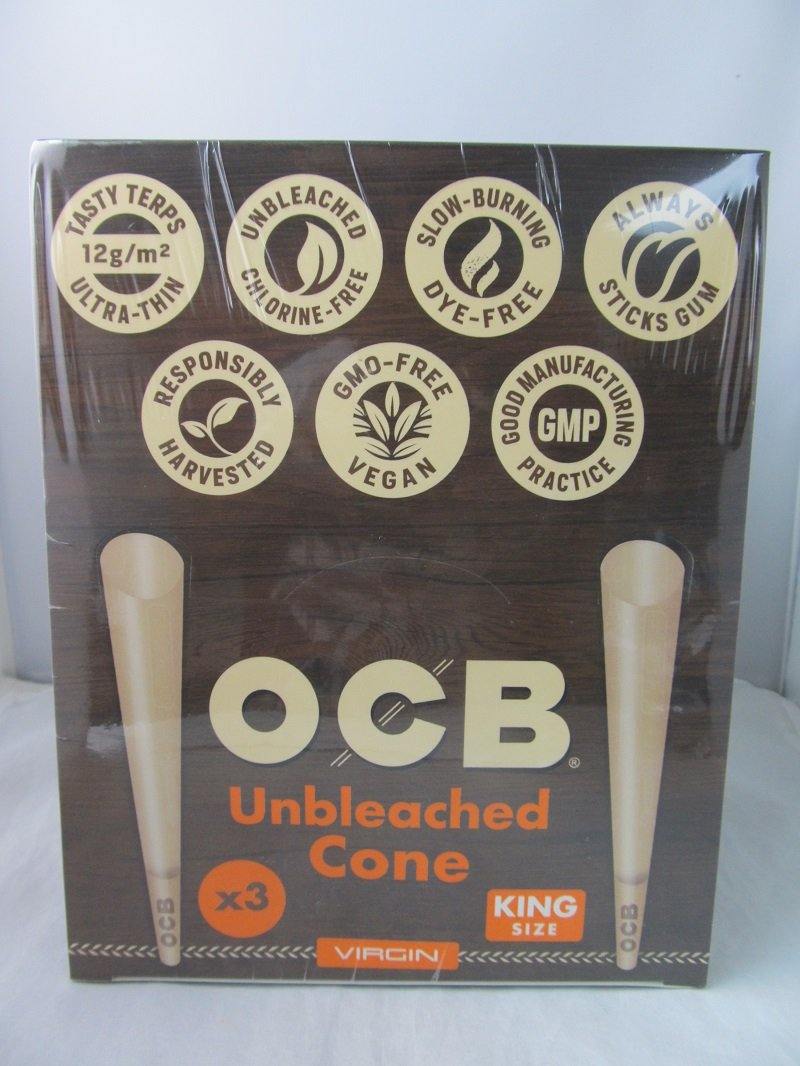 TASTY TERPS
12g/m²
ULTRA-THIN
UNBLEACHED
CHLORINE-FREE
SLOW-BURNING
DYE-FREE
ALWAYS
STICKS GUM
RESPONSIBLY
HARVESTED
GMO-FREE
VEGAN
GOOD MANUFACTURING
GMP
PRACTICE
OCB®
Unbleached
Cone
x3
KING
SIZE
OCB
OCB
VIRGIN